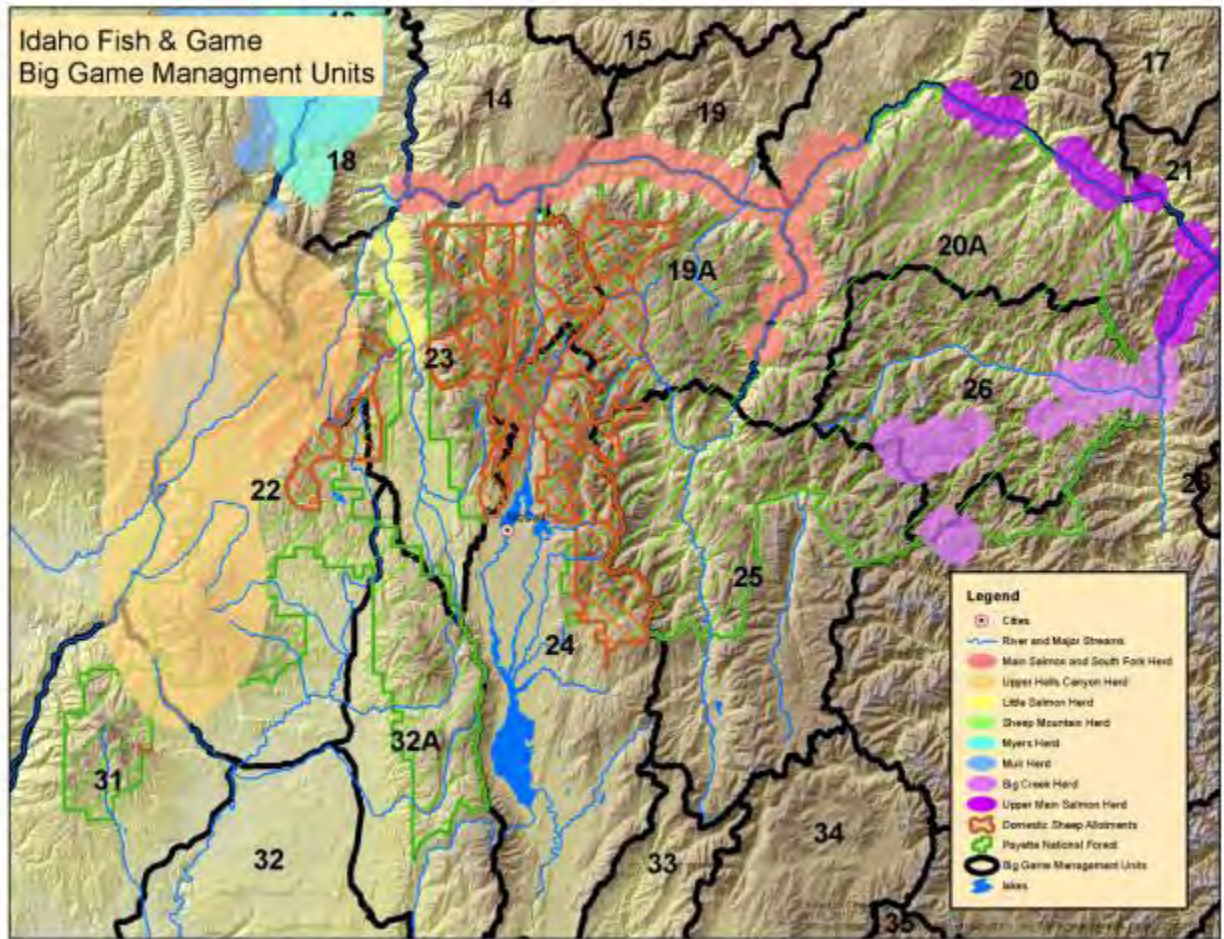 Idaho Fish & Game
Big Game Managment Units
15
17
20
14
19
18
21
20A
19A
23
26
22
25
24
32A
31
34
32
33
35
Legend
Cities
River and Major Streams
Main Salmon and South Fork Herd
Upper Hells Canyon Herd
Little Salmon Herd
Sheep Mountain Herd
Myers Herd
Muir Herd
Big Creek Herd
Upper Main Salmon Herd
Domestic Sheep Allotments
Payette National Forest
Big Game Management Units
lakes